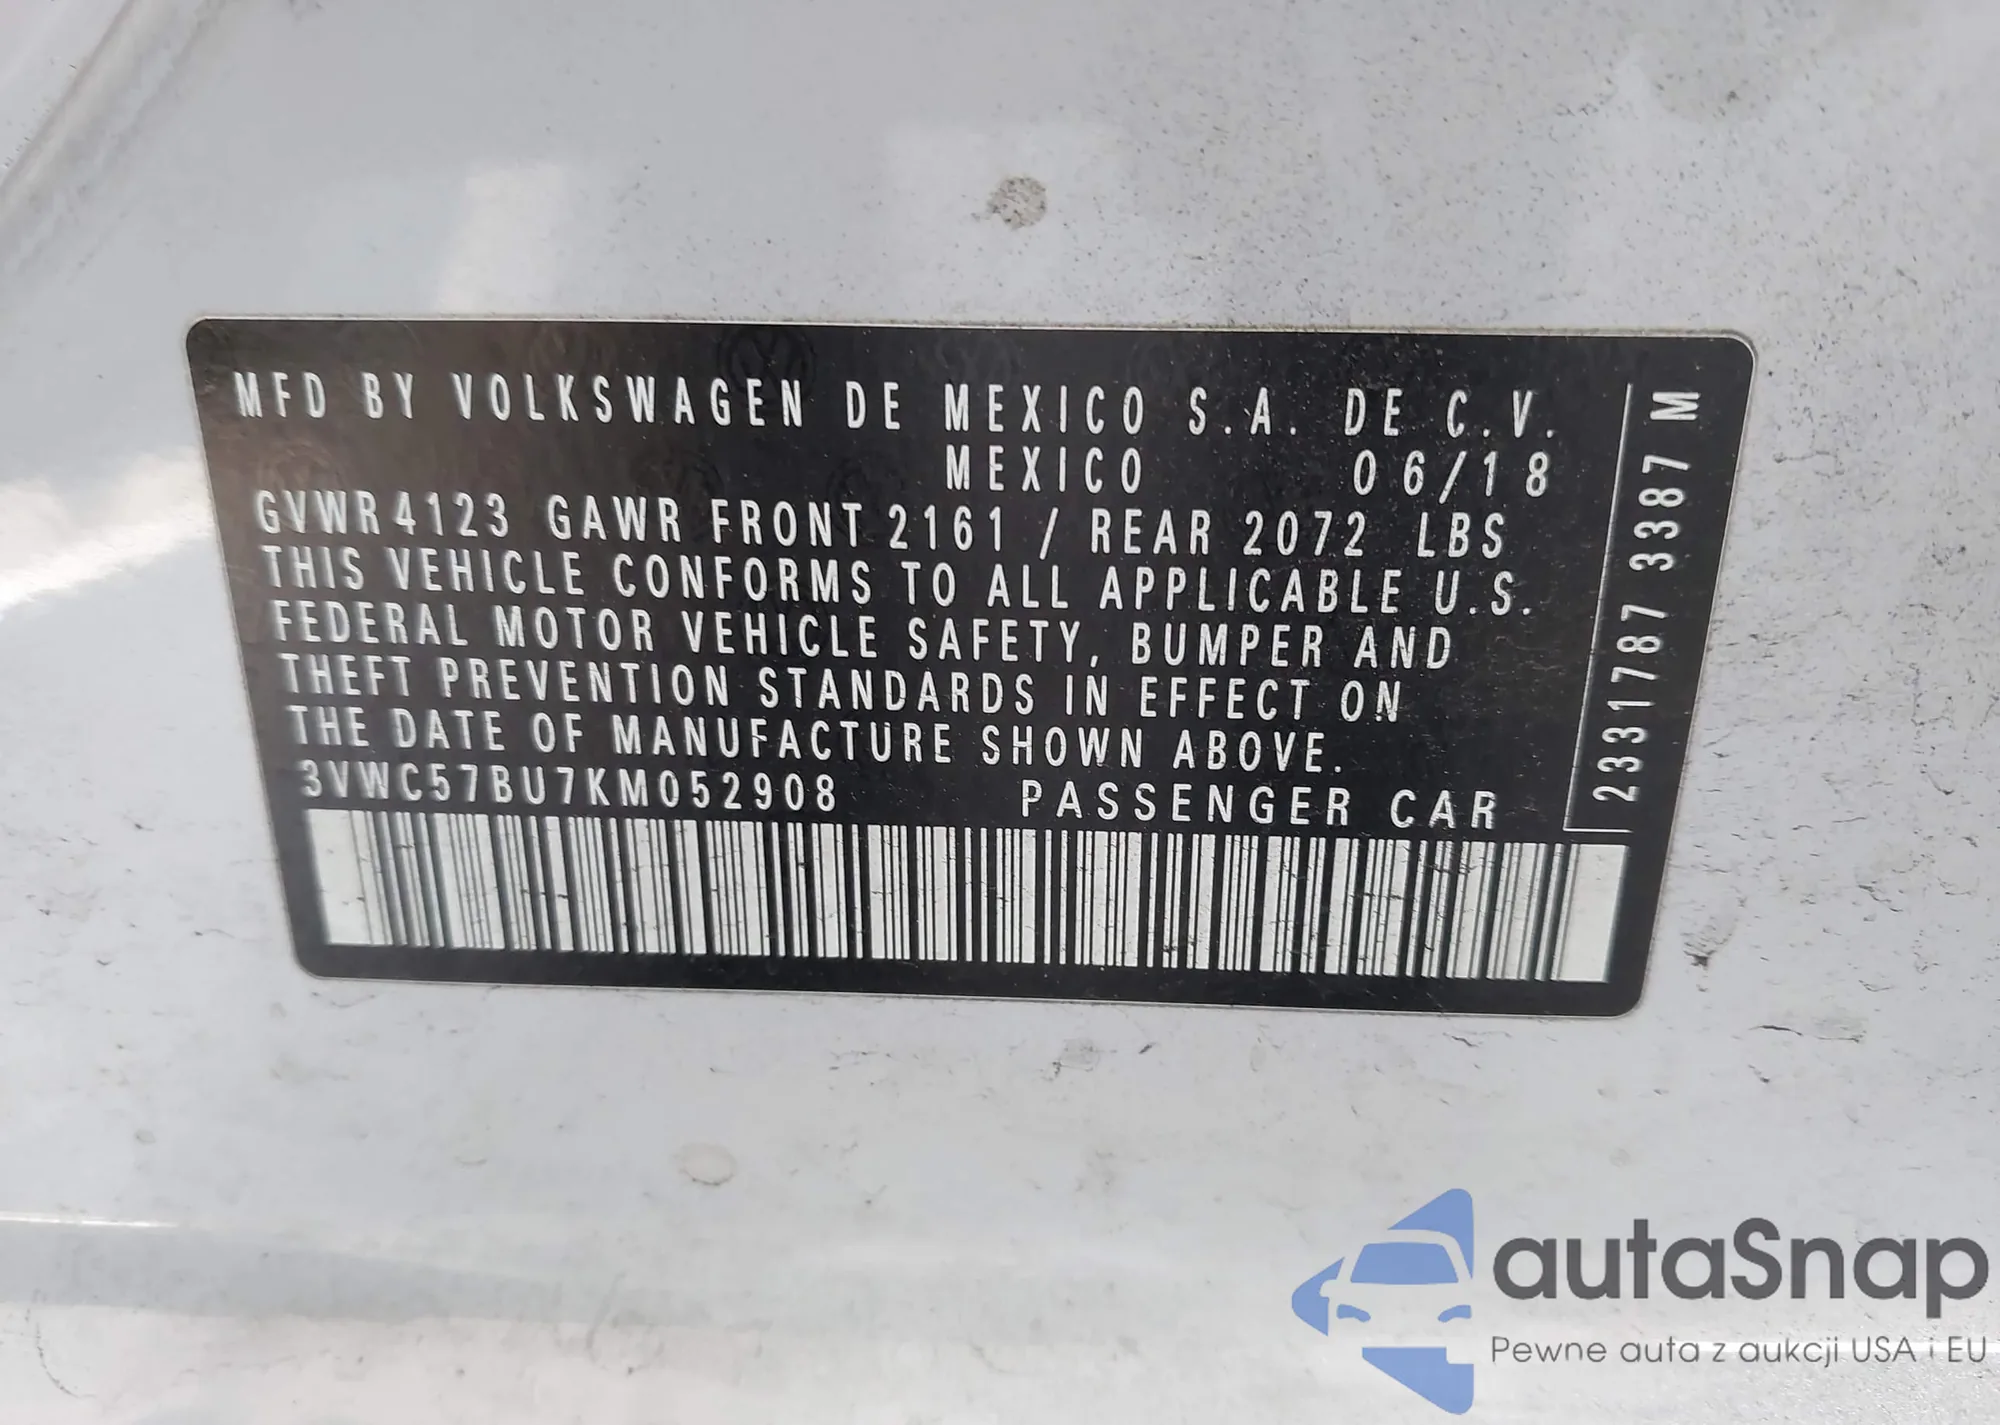 MFD BY VOLKSWAGEN DE MEXICO S.A. DE C.V.
MEXICO 06/18
GVWR 4123 GAWR FRONT 2161 / REAR 2072 LBS
THIS VEHICLE CONFORMS TO ALL APPLICABLE U.S.
FEDERAL MOTOR VEHICLE SAFETY, BUMPER AND
THEFT PREVENTION STANDARDS IN EFFECT ON
THE DATE OF MANUFACTURE SHOWN ABOVE.
3VWC57BU7KM052908 PASSENGER CAR
2331787 3387 M
autaSnap
Pewne auta z aukcji USA i EU